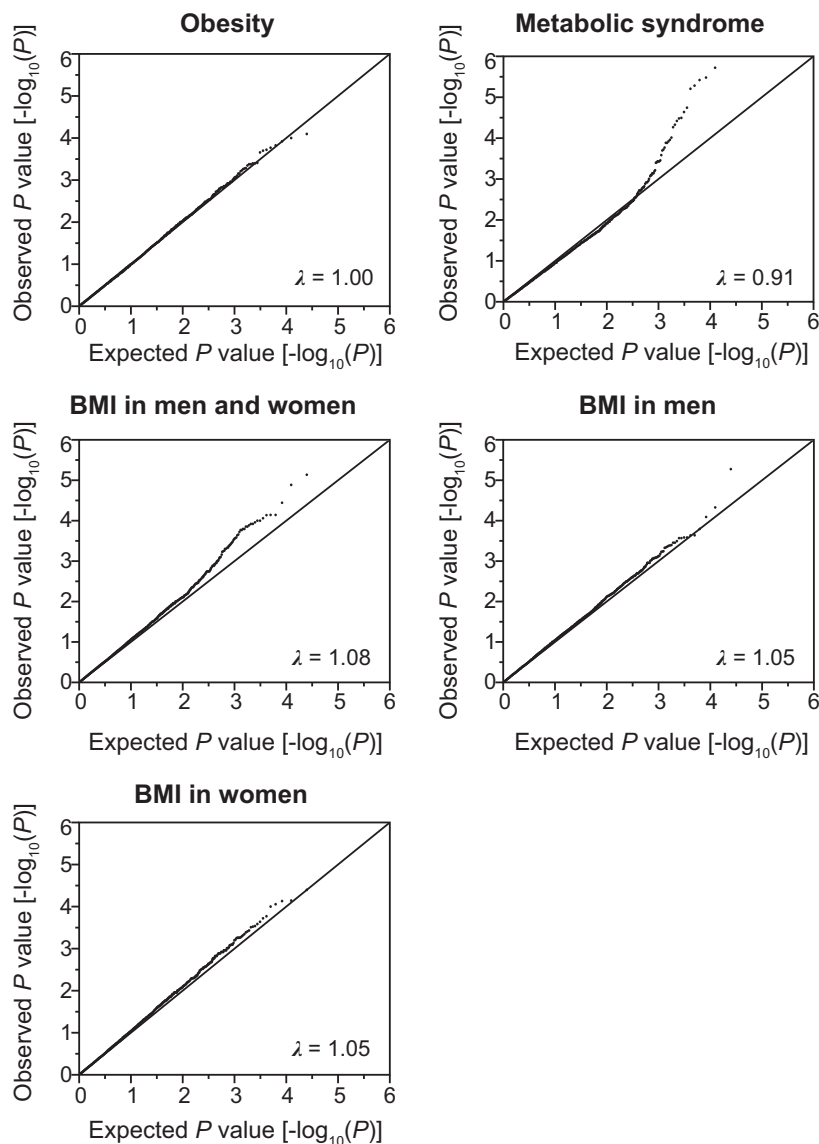 Obesity
Observed P value [-log10(P)]
6
5
4
3
2
1
0
λ = 1.00
0 1 2 3 4 5 6
Expected P value [-log10(P)]
Metabolic syndrome
Observed P value [-log10(P)]
6
5
4
3
2
1
0
λ = 0.91
0 1 2 3 4 5 6
Expected P value [-log10(P)]
BMI in men and women
Observed P value [-log10(P)]
6
5
4
3
2
1
0
λ = 1.08
0 1 2 3 4 5 6
Expected P value [-log10(P)]
BMI in men
Observed P value [-log10(P)]
6
5
4
3
2
1
0
λ = 1.05
0 1 2 3 4 5 6
Expected P value [-log10(P)]
BMI in women
Observed P value [-log10(P)]
6
5
4
3
2
1
0
λ = 1.05
0 1 2 3 4 5 6
Expected P value [-log10(P)]